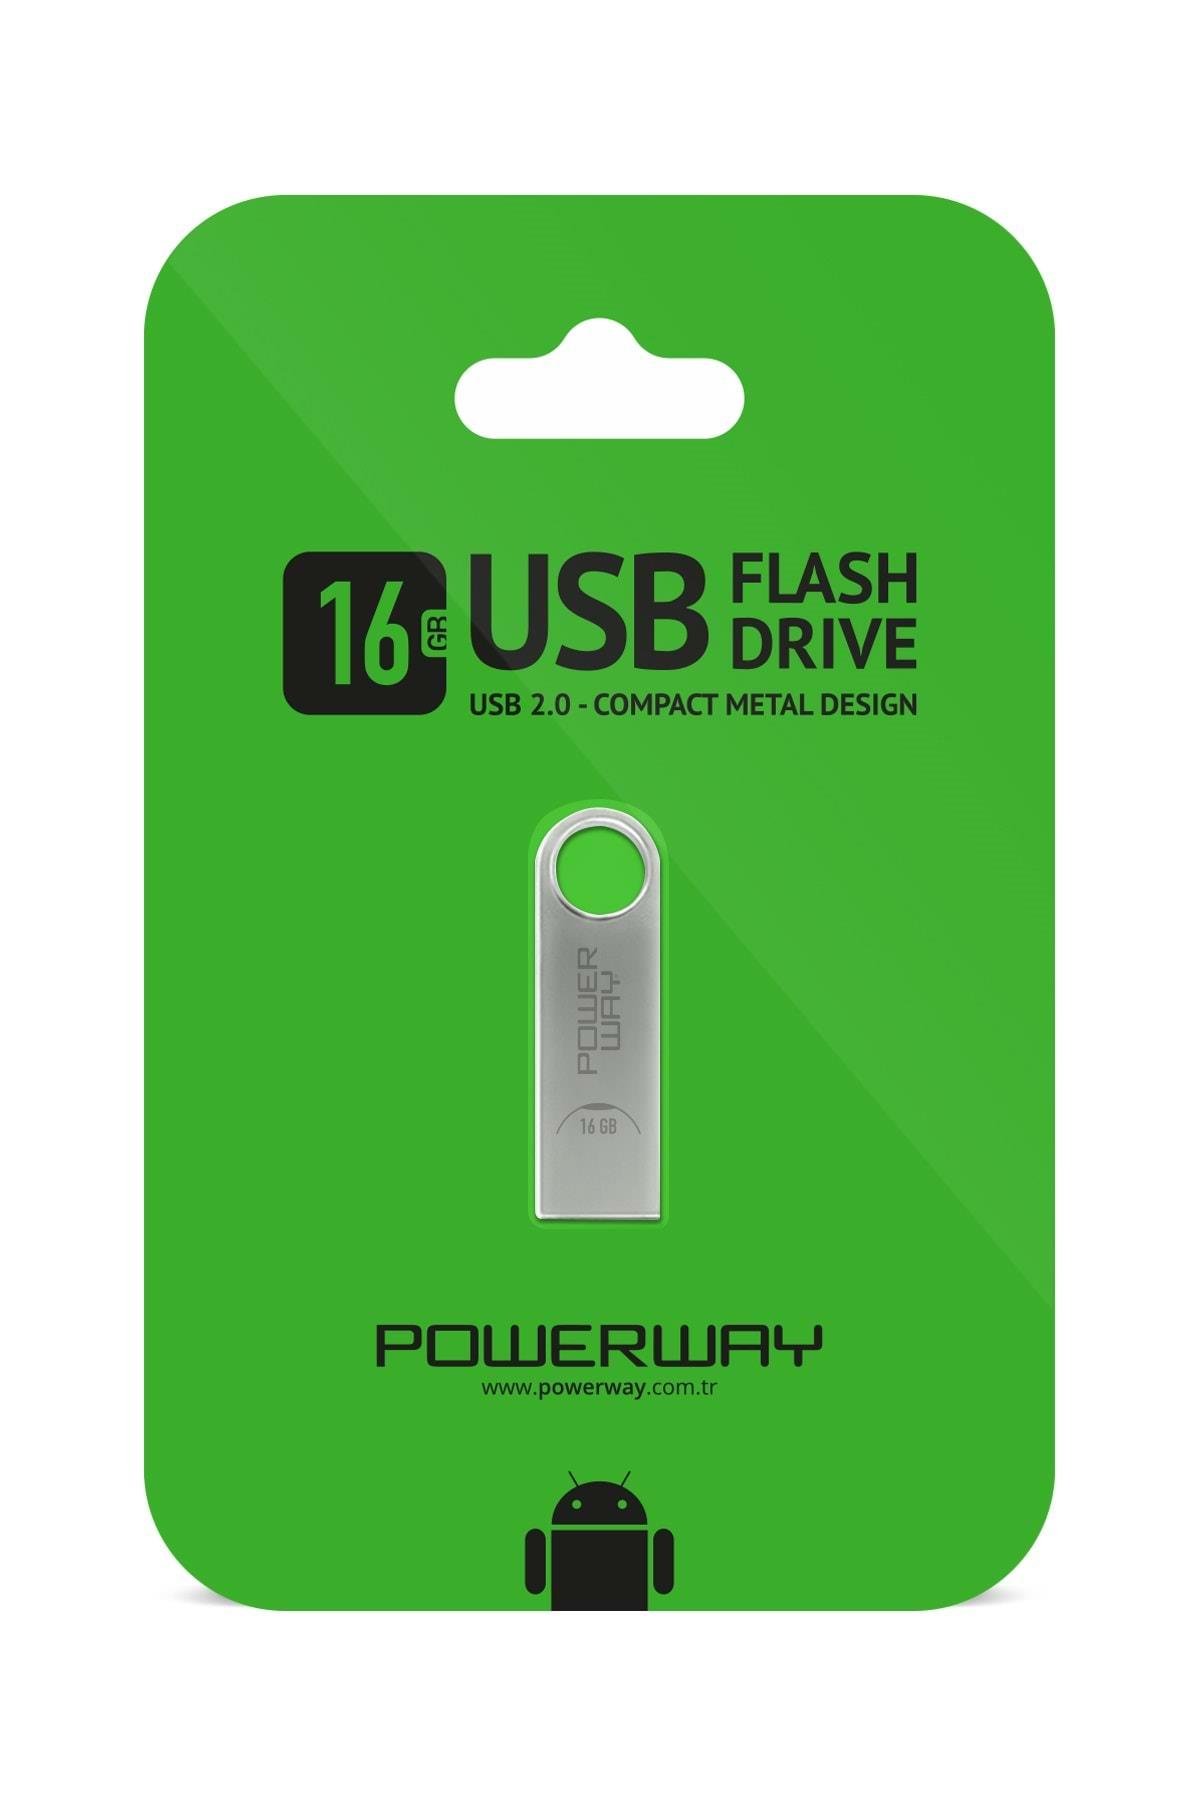 16 GB
USB FLASH DRIVE
USB 2.0 - COMPACT METAL DESIGN
POWER
WAY
16 GB
POWERWAY
www.powerway.com.tr